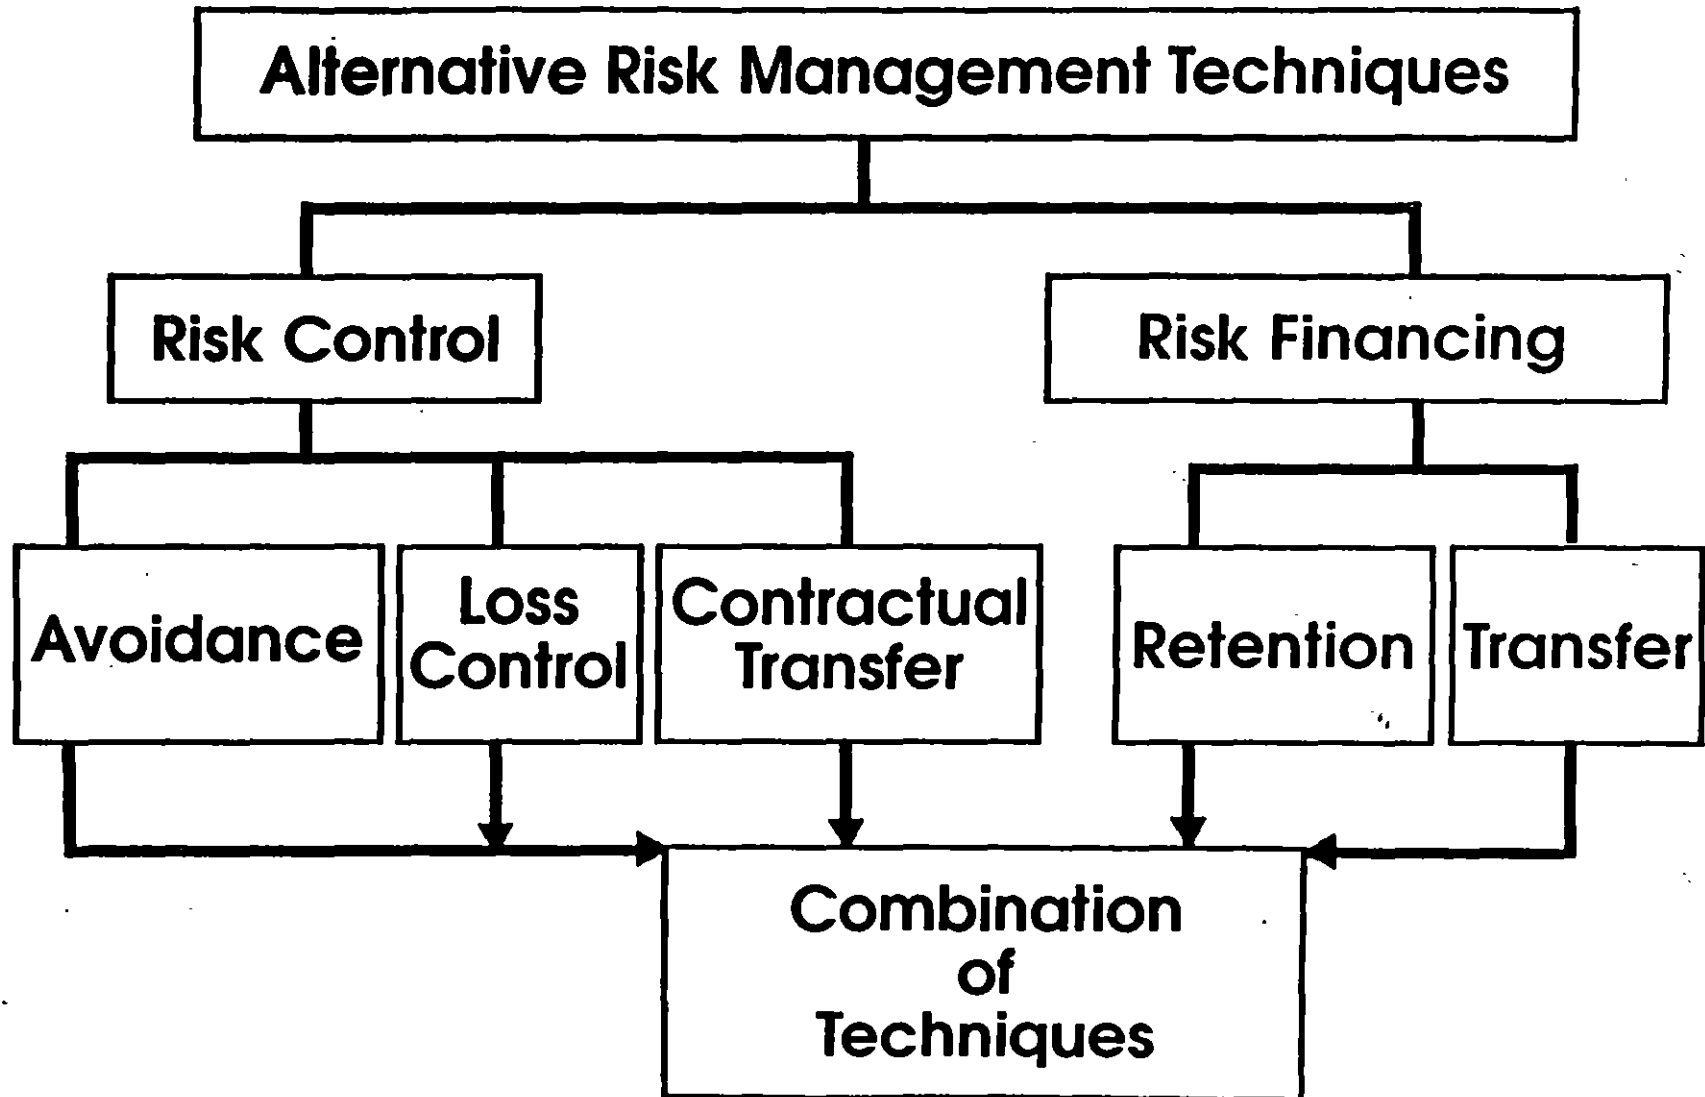 Alternative Risk Management Techniques
Risk Control
Risk Financing
Avoidance
Loss
Control
Contractual
Transfer
Retention
Transfer
Combination
of
Techniques